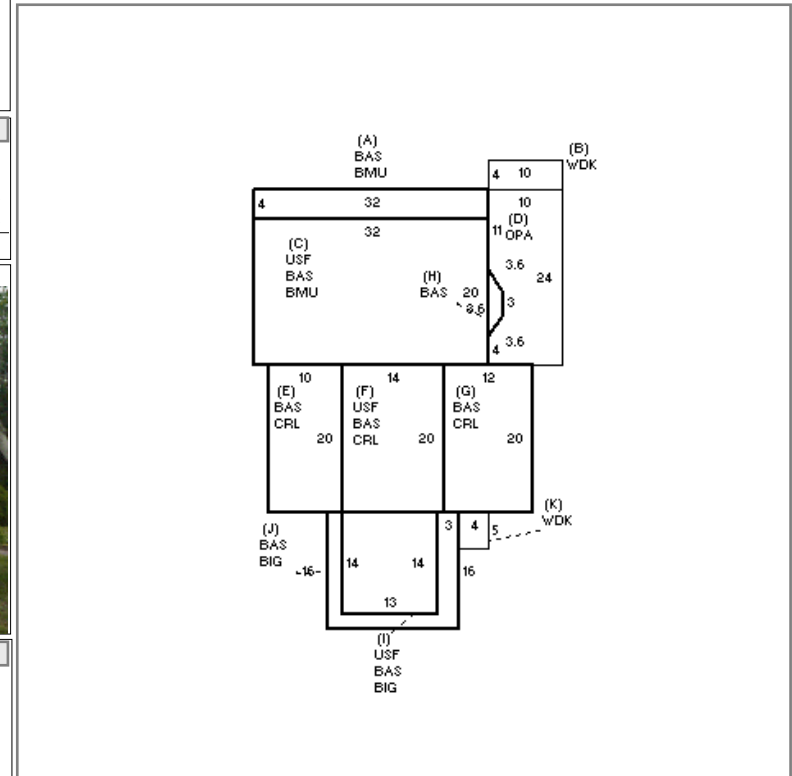 (A)
BAS
BMU
(B)
WDK
4 10
4 32
10
(D)
11 OPA
32
(C)
USF
BAS
BMU
(H)
BAS 20
3.6
24
3
3.6
4
10 14 12
(E)
BAS
CRL
20
(F)
USF
BAS
CRL
20
(G)
BAS
CRL
20
(K)
WDK
3 4 5
(J)
BAS
BIG
16
14 14
16
13
(I)
USF
BAS
BIG